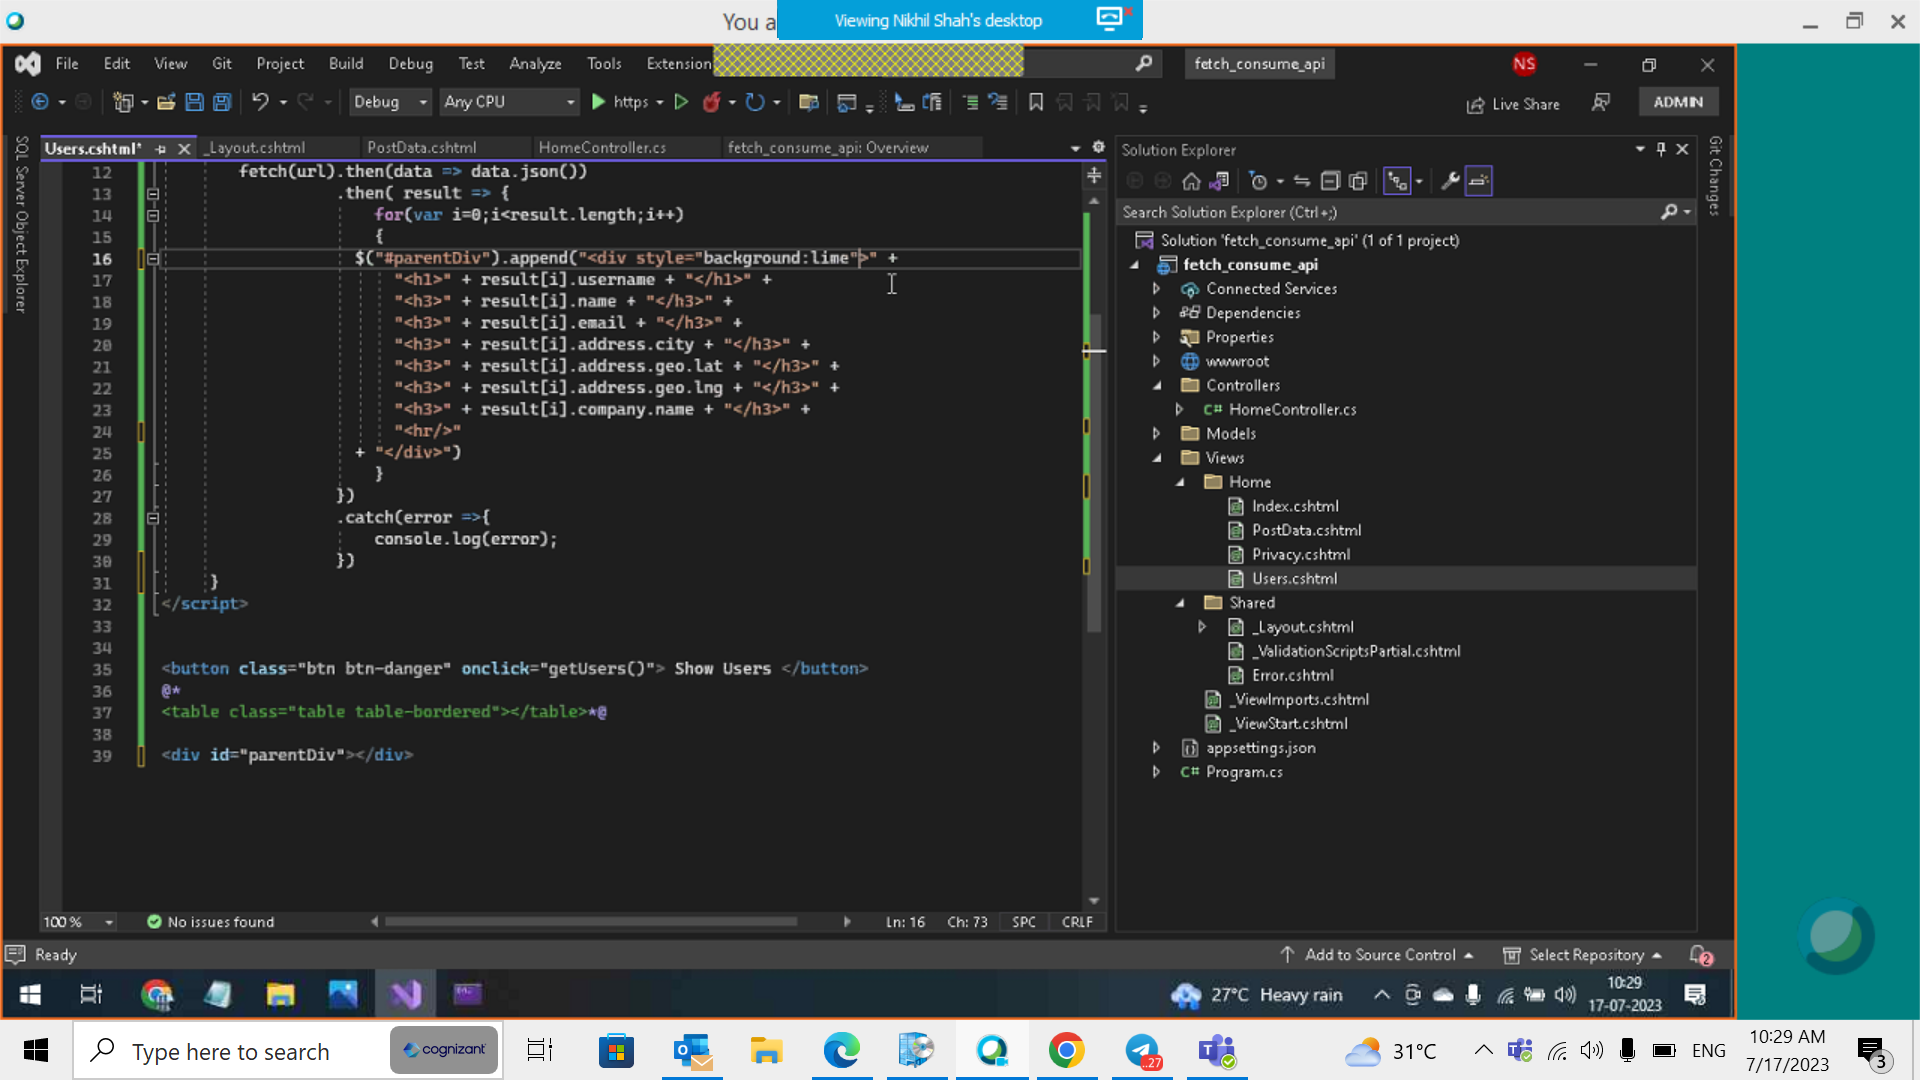 You a
Viewing Nikhil Shah's desktop
File Edit View Git Project Build Debug Test Analyze Tools Extension
fetch_consume_api
NS
Debug
Any CPU
https
Live Share
ADMIN
SQL Server Object Explorer
Users.cshtml*
_Layout.cshtml
PostData.cshtml
HomeController.cs
fetch_consume_api: Overview
12 fetch(url).then(data => data.json())
13 .then( result => {
14 for(var i=0;i<result.length;i++)
15 {
16 $("#parentDiv").append("<div style="background:lime">" +
17 "<h1>" + result[i].username + "</h1>" +
18 "<h3>" + result[i].name + "</h3>" +
19 "<h3>" + result[i].email + "</h3>" +
20 "<h3>" + result[i].address.city + "</h3>" +
21 "<h3>" + result[i].address.geo.lat + "</h3>" +
22 "<h3>" + result[i].address.geo.lng + "</h3>" +
23 "<h3>" + result[i].company.name + "</h3>" +
24 "<hr/>"
25 + "</div>")
26 }
27 })
28 .catch(error =>{
29 console.log(error);
30 })
31 }
32 </script>
33
34
35 <button class="btn btn-danger" onclick="getUsers()"> Show Users </button>
36 @*
37 <table class="table table-bordered"></table>*@
38
39 <div id="parentDiv"></div>
100 %
No issues found
Ln: 16 Ch: 73 SPC CRLF
Solution Explorer
Search Solution Explorer (Ctrl+;)
Solution 'fetch_consume_api' (1 of 1 project)
fetch_consume_api
Connected Services
Dependencies
Properties
wwwroot
Controllers
C# HomeController.cs
Models
Views
Home
Index.cshtml
PostData.cshtml
Privacy.cshtml
Users.cshtml
Shared
_Layout.cshtml
_ValidationScriptsPartial.cshtml
Error.cshtml
_ViewImports.cshtml
_ViewStart.cshtml
appsettings.json
C# Program.cs
Git Changes
Ready
Add to Source Control
Select Repository
2
27°C Heavy rain
10:29
17-07-2023
Type here to search
cognizant
27
31°C
ENG
10:29 AM
7/17/2023
3